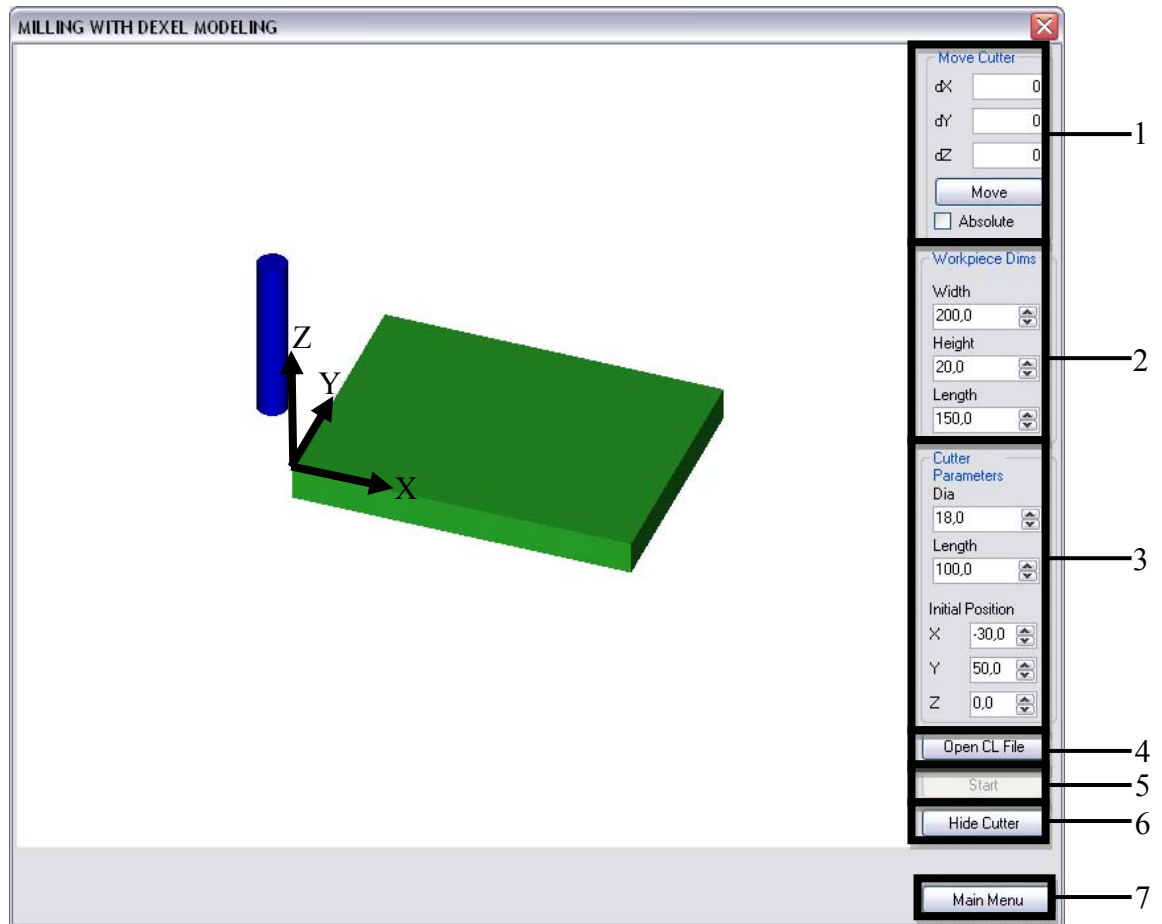 MILLING WITH DEXEL MODELING
Move Cutter
dX 0
dY 0
dZ 0
Move
Absolute
1
Workpiece Dims
Width
200,0
Height
20,0
Length
150,0
2
Cutter
Parameters
Dia
18,0
Length
100,0
Initial Position
X -30,0
Y 50,0
Z 0,0
3
Open CL File
4
Start
5
Hide Cutter
6
Main Menu
7
Z
Y
X